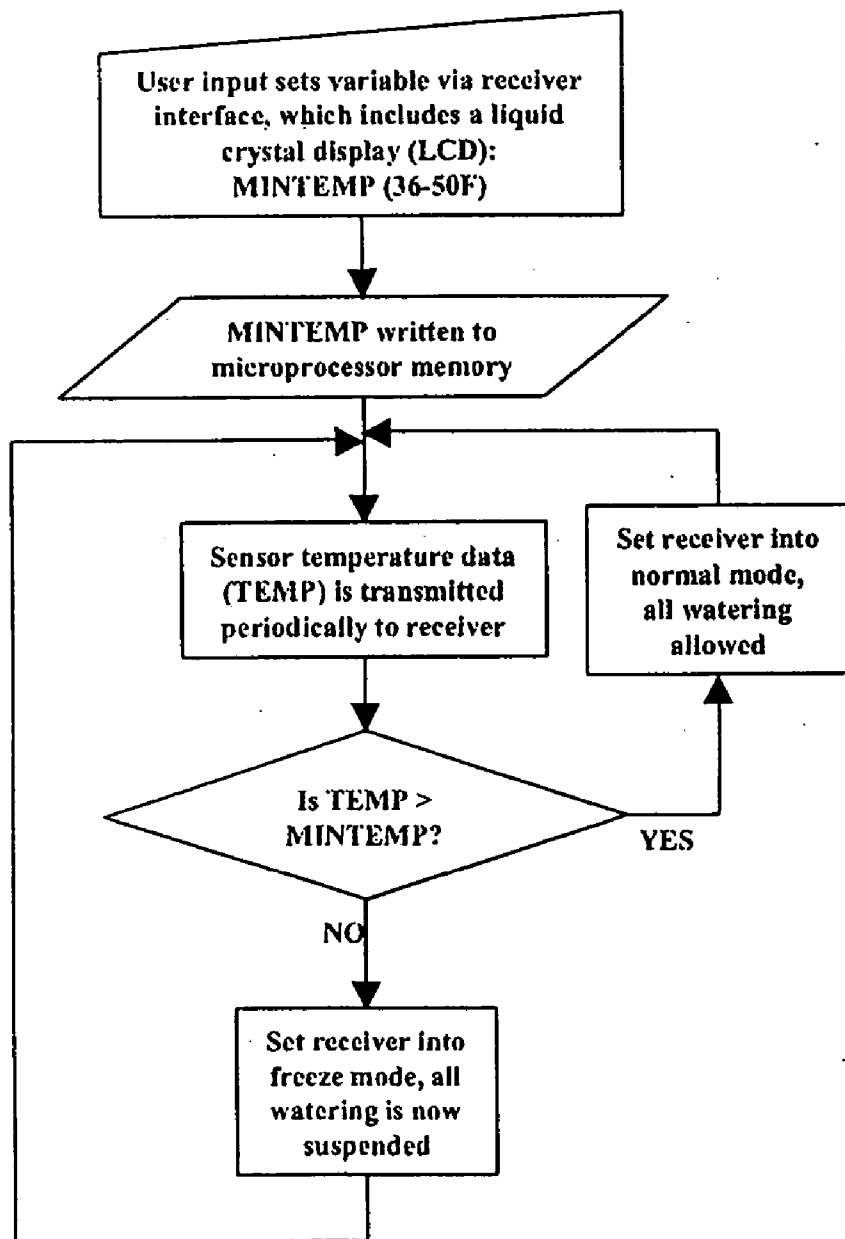 User input sets variable via receiver
interface, which includes a liquid
crystal display (LCD):
MINTEMP (36-50F)
MINTEMP written to
microprocessor memory
Sensor temperature data
(TEMP) is transmitted
periodically to receiver
Set receiver into
normal mode,
all watering
allowed
Is TEMP >
MINTEMP?
YES
NO
Set receiver into
freeze mode, all
watering is now
suspended